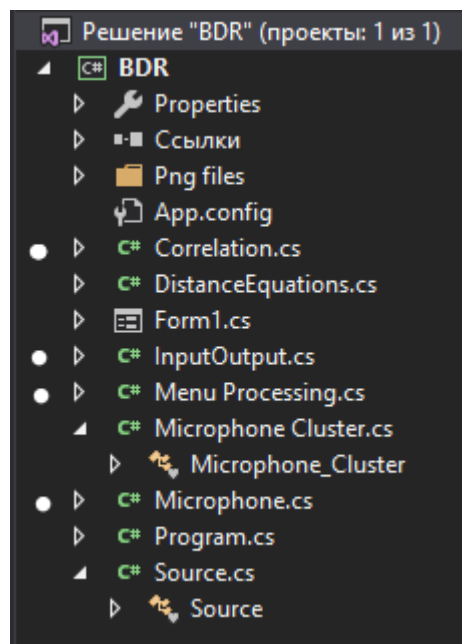 Решение "BDR" (проекты: 1 из 1)
C# BDR
Properties
Ссылки
Png files
App.config
C# Correlation.cs
C# DistanceEquations.cs
Form1.cs
C# InputOutput.cs
C# Menu Processing.cs
C# Microphone Cluster.cs
Microphone_Cluster
C# Microphone.cs
C# Program.cs
C# Source.cs
Source